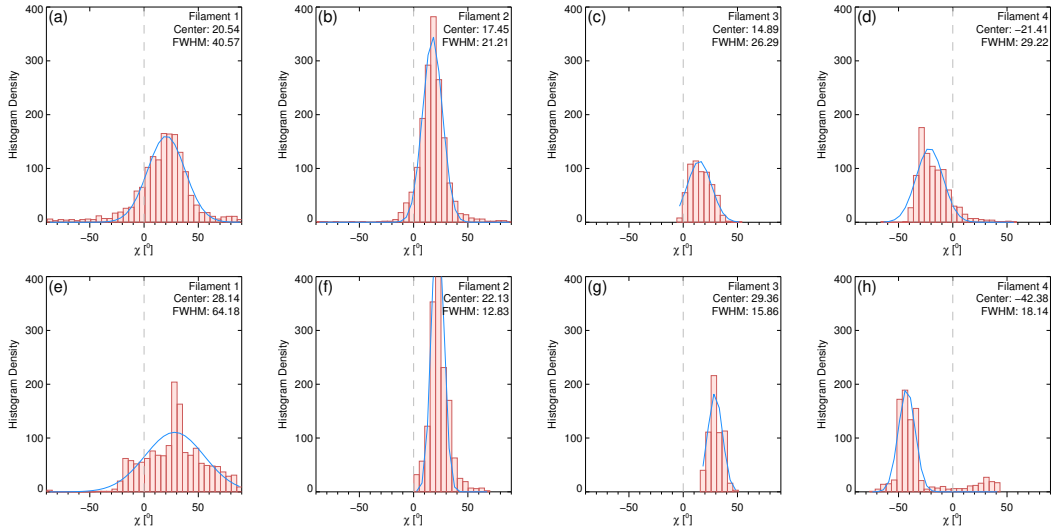 (a)
Filament 1
Center: 20.54
FWHM: 40.57
Histogram Density
400
300
200
100
0
−50 0 50
χ [°]
(b)
Filament 2
Center: 17.45
FWHM: 21.21
Histogram Density
400
300
200
100
0
−50 0 50
χ [°]
(c)
Filament 3
Center: 14.89
FWHM: 26.29
Histogram Density
400
300
200
100
0
−50 0 50
χ [°]
(d)
Filament 4
Center: −21.41
FWHM: 29.22
Histogram Density
400
300
200
100
0
−50 0 50
χ [°]
(e)
Filament 1
Center: 28.14
FWHM: 64.18
Histogram Density
400
300
200
100
0
−50 0 50
χ [°]
(f)
Filament 2
Center: 22.13
FWHM: 12.83
Histogram Density
400
300
200
100
0
−50 0 50
χ [°]
(g)
Filament 3
Center: 29.36
FWHM: 15.86
Histogram Density
400
300
200
100
0
−50 0 50
χ [°]
(h)
Filament 4
Center: −42.38
FWHM: 18.14
Histogram Density
400
300
200
100
0
−50 0 50
χ [°]